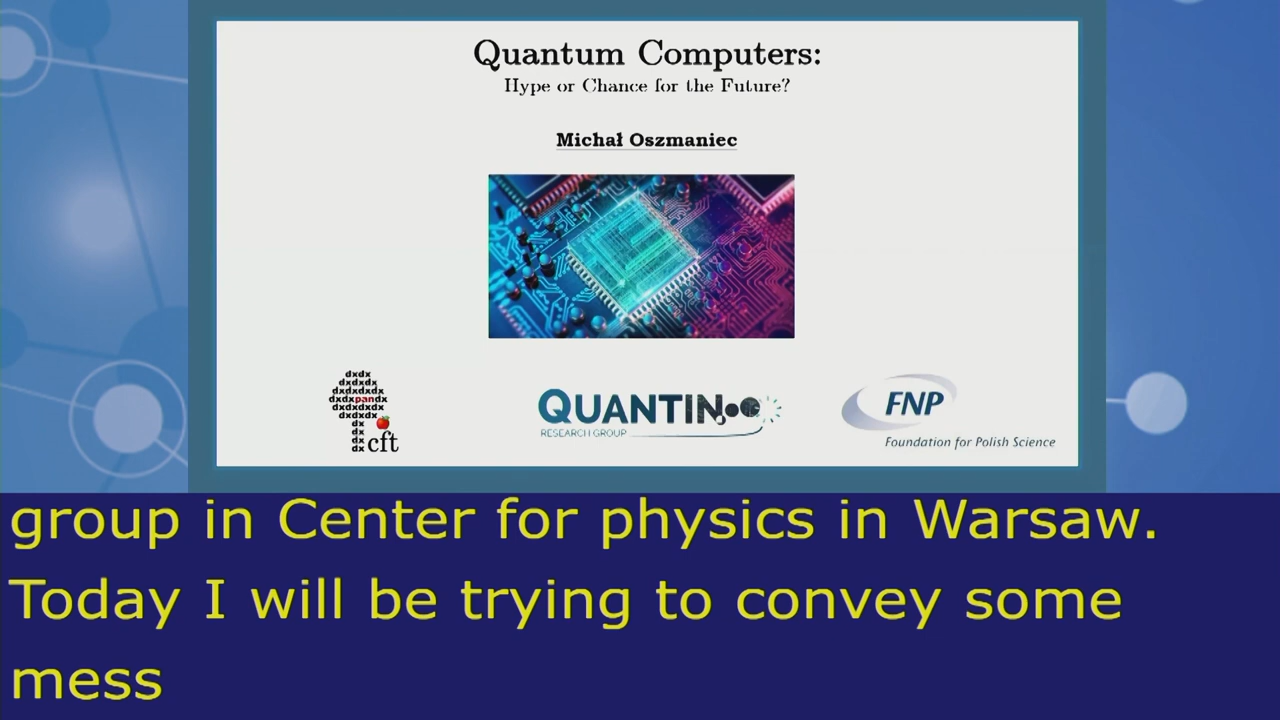 Quantum Computers:
Hype or Chance for the Future?
Michał Oszmaniec
dxdx
dxdxdx
dxdxdxdx
dxdxpandx
dxdxdxdx
dxdxdx
dx
dx
dx
dx cft
QUANTIN
RESEARCH GROUP
FNP
Foundation for Polish Science
group in Center for physics in Warsaw.
Today I will be trying to convey some
mess